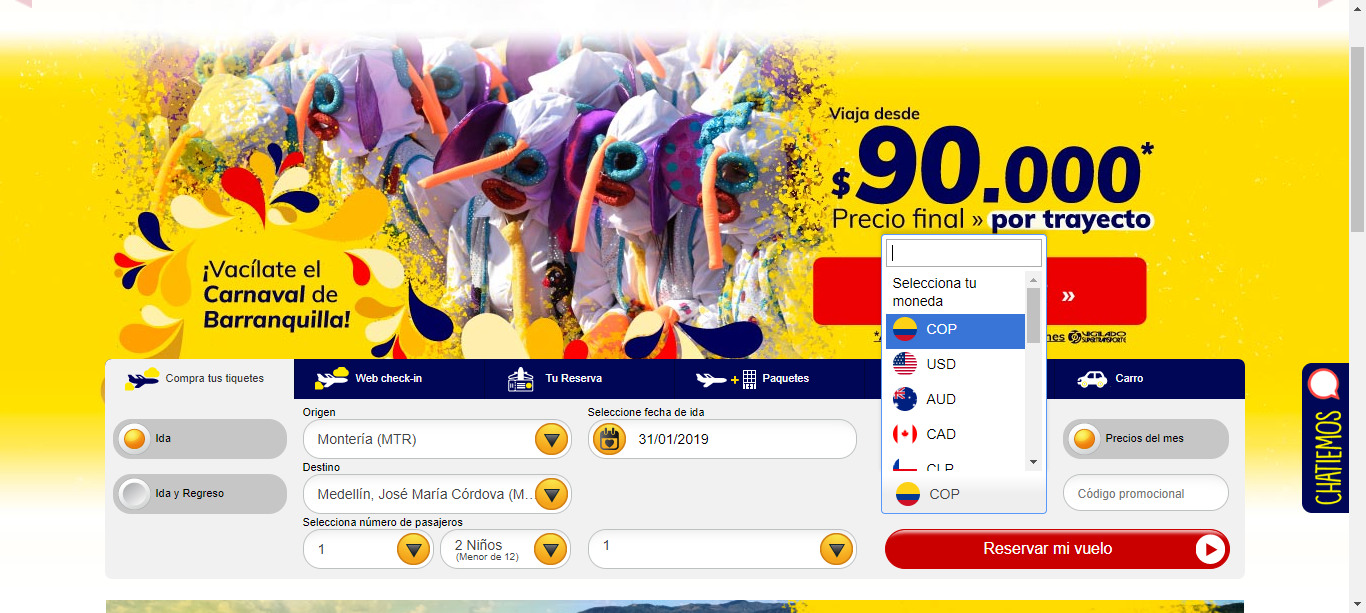 Viaja desde
$90.000*
Precio final » por trayecto
¡Vacílate el
Carnaval de
Barranquilla!
»
VIGILADO
SUPERTRANSPORTE
Selecciona tu
moneda
COP
USD
AUD
CAD
CLP
COP
Compra tus tiquetes
Web check-in
Tu Reserva
+
Paquetes
Carro
Ida
Ida y Regreso
Origen
Montería (MTR)
Destino
Medellín, José María Córdova (M...
Selecciona número de pasajeros
1
2 Niños
(Menor de 12)
Seleccione fecha de ida
31/01/2019
1
Precios del mes
Código promocional
Reservar mi vuelo
CHATIEMOS